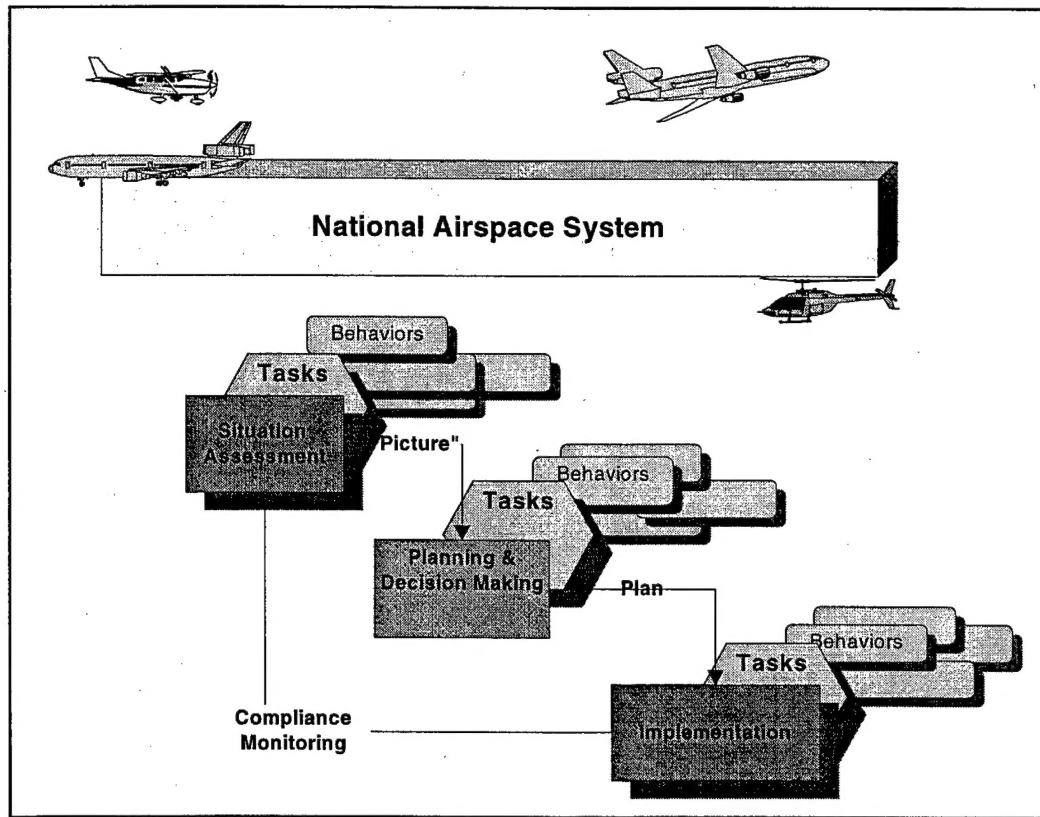 National Airspace System
Behaviors
Tasks
Situation
Assessment
Picture"
Behaviors
Tasks
Planning &
Decision Making
Plan
Behaviors
Tasks
Implementation
Compliance
Monitoring